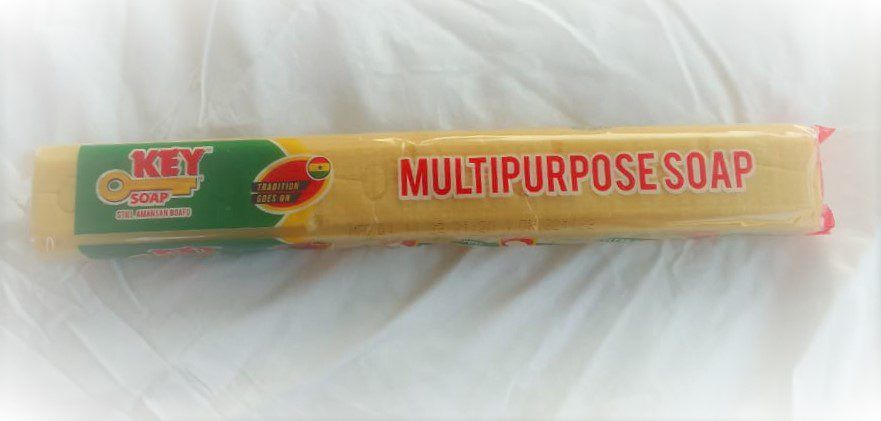 KEY
SOAP
STILL AMANSAN BOAFO
TRADITION
GOES ON
MULTIPURPOSE SOAP